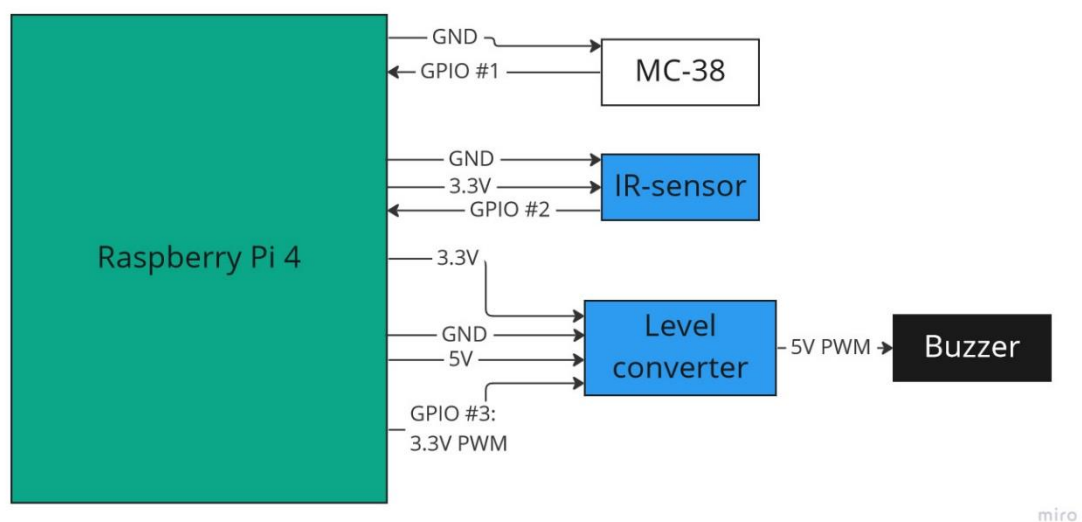 GND
GPIO #1
MC-38
GND
3.3V
GPIO #2
IR-sensor
Raspberry Pi 4
3.3V
GND
5V
GPIO #3:
3.3V PWM
Level
converter
5V PWM
Buzzer
miro